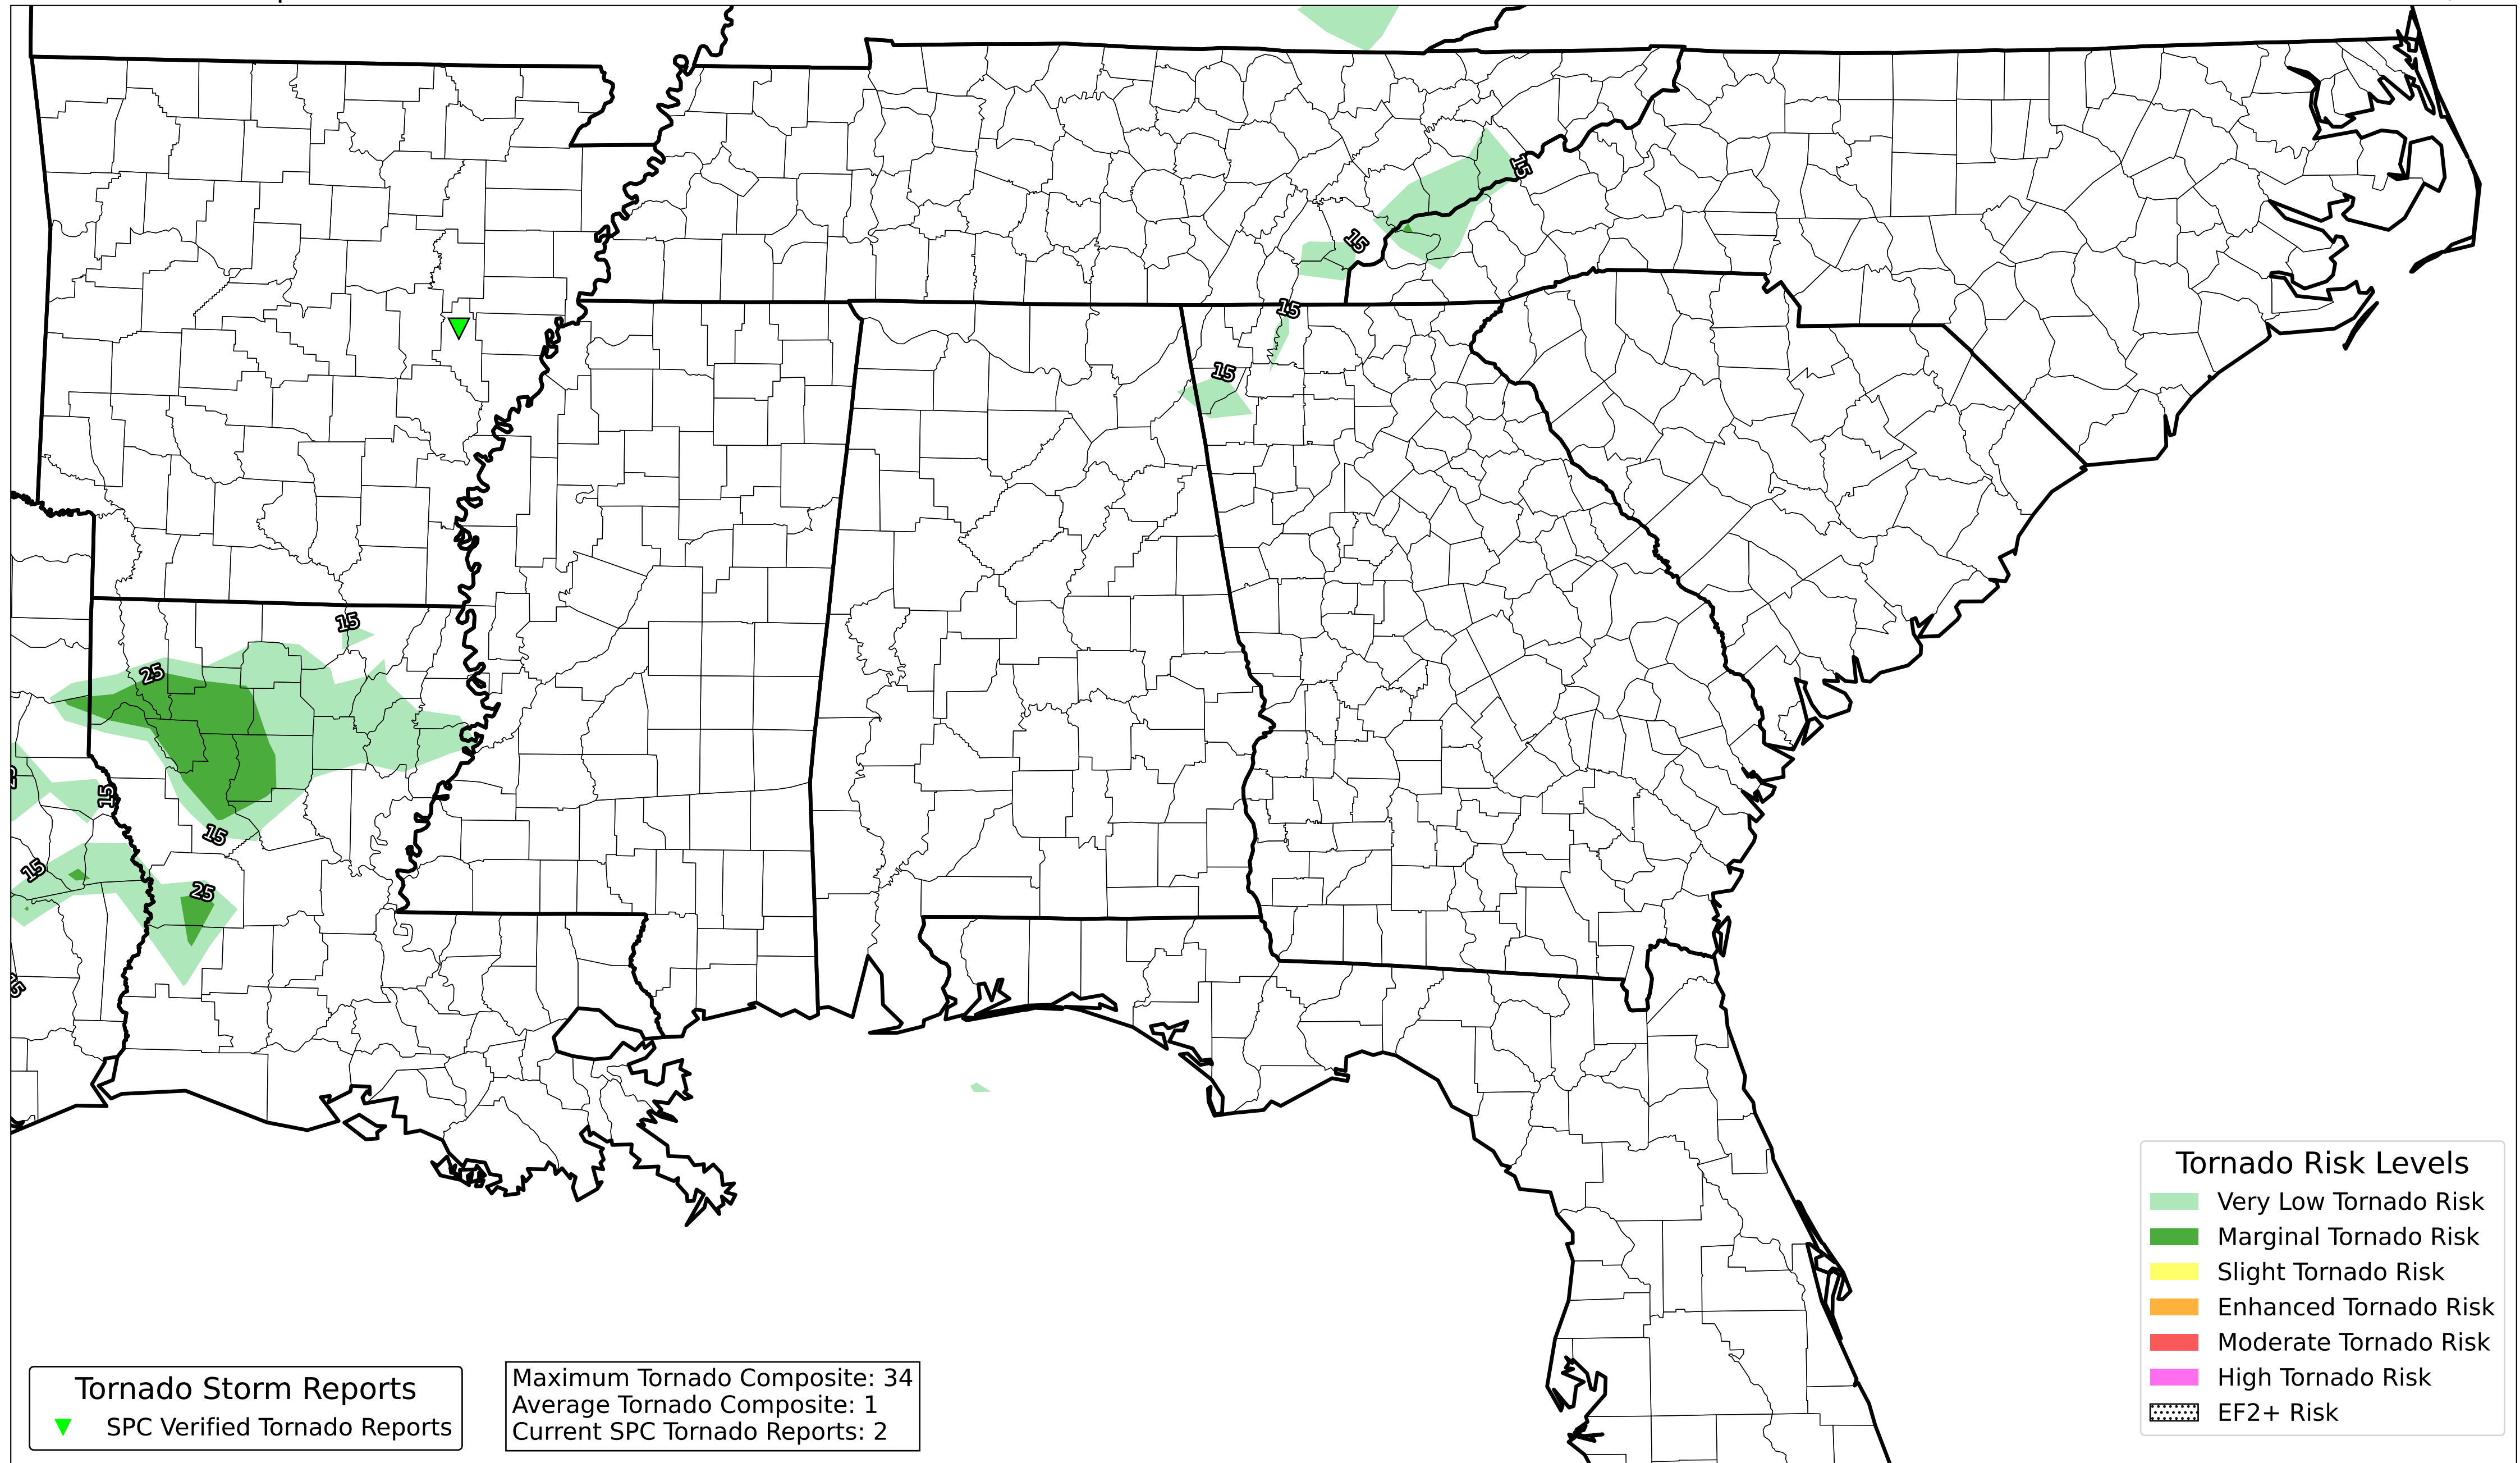 15
15
15
15
15
25
15
15
15
25
Tornado Risk Levels
Very Low Tornado Risk
Marginal Tornado Risk
Slight Tornado Risk
Enhanced Tornado Risk
Moderate Tornado Risk
High Tornado Risk
EF2+ Risk
Tornado Storm Reports
SPC Verified Tornado Reports
Maximum Tornado Composite: 34
Average Tornado Composite: 1
Current SPC Tornado Reports: 2